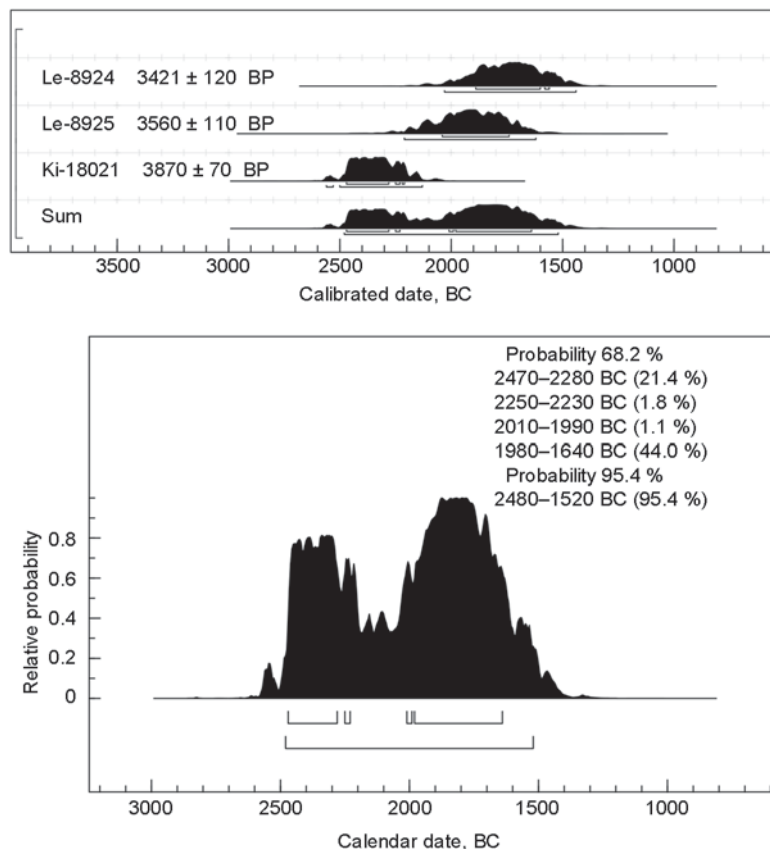 Le-8924 3421 ± 120 BP
Le-8925 3560 ± 110 BP
Ki-18021 3870 ± 70 BP
Sum
3500 3000 2500 2000 1500 1000
Calibrated date, BC
Probability 68.2 %
2470–2280 BC (21.4 %)
2250–2230 BC (1.8 %)
2010–1990 BC (1.1 %)
1980–1640 BC (44.0 %)
Probability 95.4 %
2480–1520 BC (95.4 %)
Relative probability
0.8
0.6
0.4
0.2
0
3000 2500 2000 1500 1000
Calendar date, BC